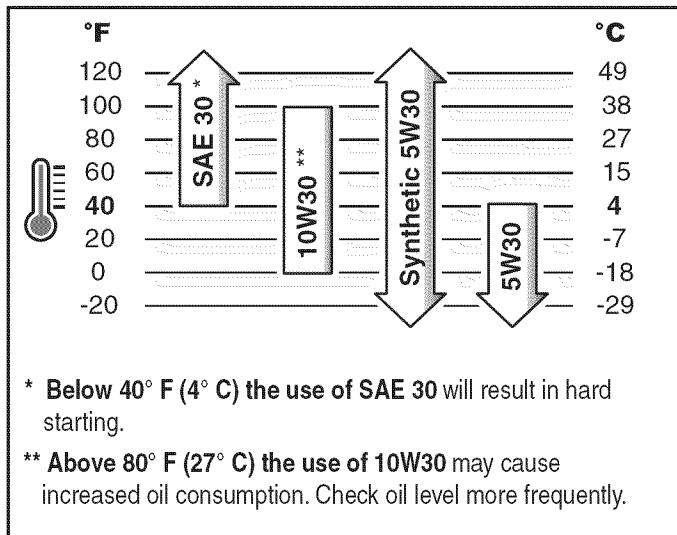 °F °C
120 49
100 38
80 27
60 15
40 4
20 -7
0 -18
-20 -29
SAE 30 *
10W30 **
Synthetic 5W30
5W30
* Below 40° F (4° C) the use of SAE 30 will result in hard
starting.
** Above 80° F (27° C) the use of 10W30 may cause
increased oil consumption. Check oil level more frequently.